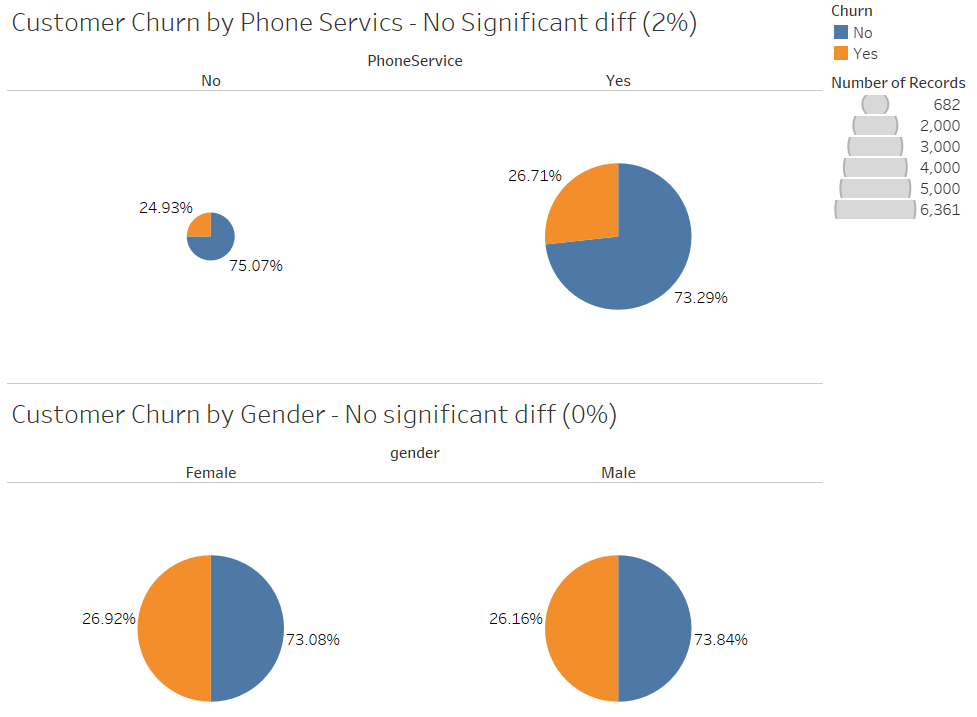 Customer Churn by Phone Servics - No Significant diff (2%)
PhoneService
No
Yes
24.93%
75.07%
26.71%
73.29%
Churn
No
Yes
Number of Records
682
2,000
3,000
4,000
5,000
6,361
Customer Churn by Gender - No significant diff (0%)
gender
Female
Male
26.92%
73.08%
26.16%
73.84%